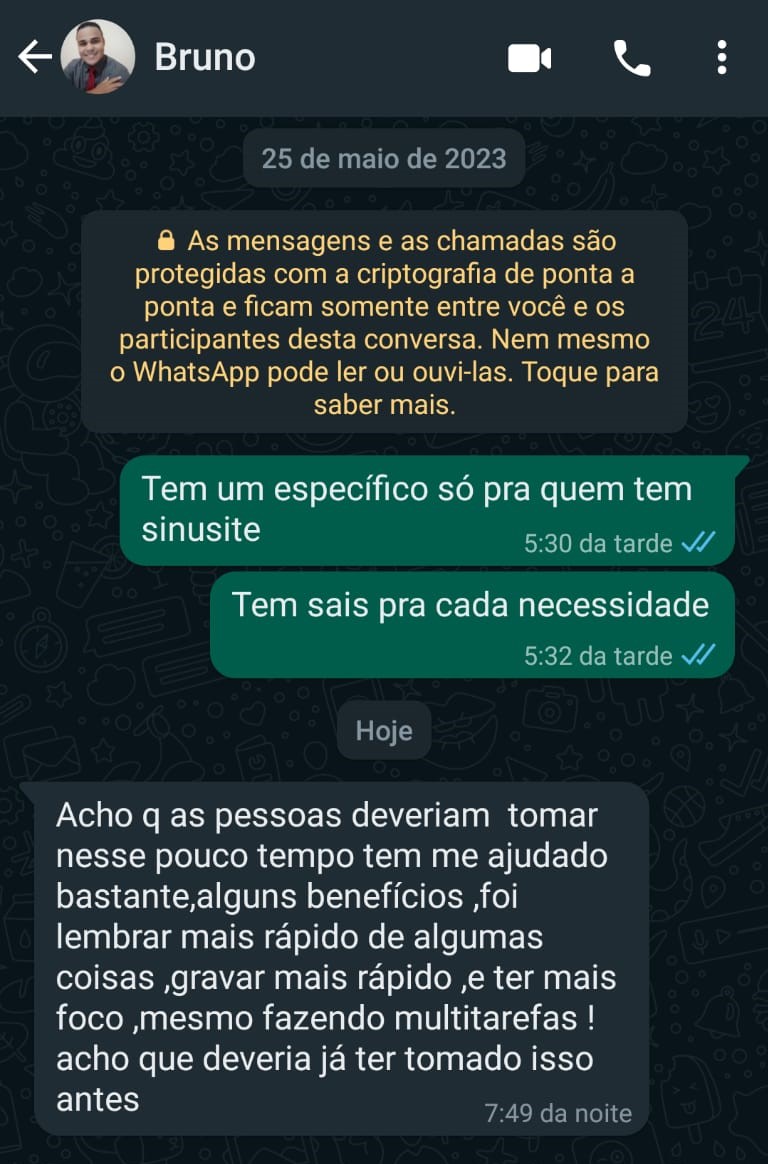 Bruno
25 de maio de 2023
As mensagens e as chamadas são
protegidas com a criptografia de ponta a
ponta e ficam somente entre você e os
participantes desta conversa. Nem mesmo
o WhatsApp pode ler ou ouvi-las. Toque para
saber mais.
Tem um específico só pra quem tem
sinusite
5:30 da tarde
Tem sais pra cada necessidade
5:32 da tarde
Hoje
Acho q as pessoas deveriam  tomar
nesse pouco tempo tem me ajudado
bastante,alguns benefícios ,foi
lembrar mais rápido de algumas
coisas ,gravar mais rápido ,e ter mais
foco ,mesmo fazendo multitarefas !
acho que deveria já ter tomado isso
antes
7:49 da noite